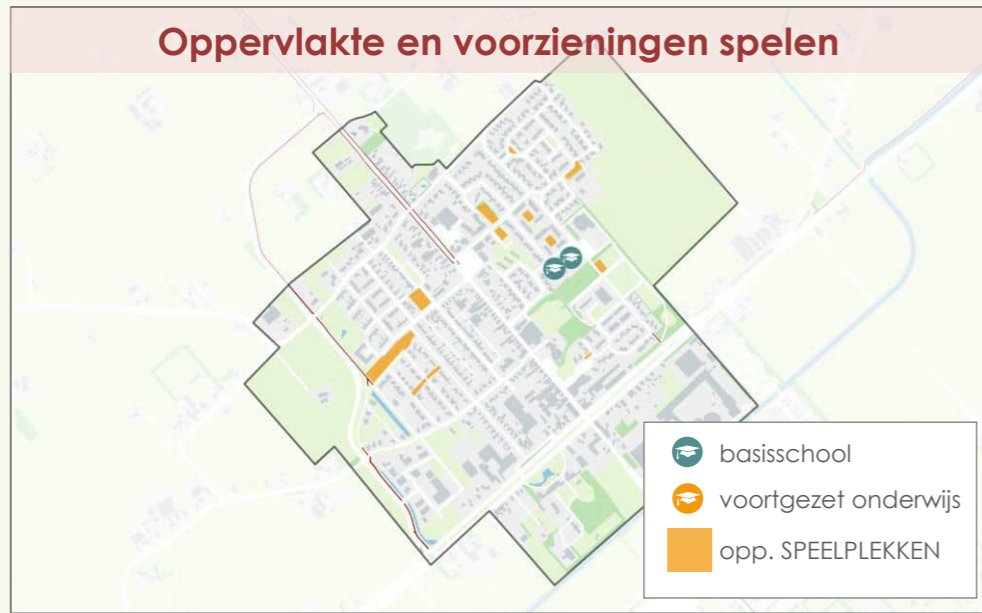 Oppervlakte en voorzieningen spelen
basisschool
voortgezet onderwijs
opp. SPEELPLEKKEN